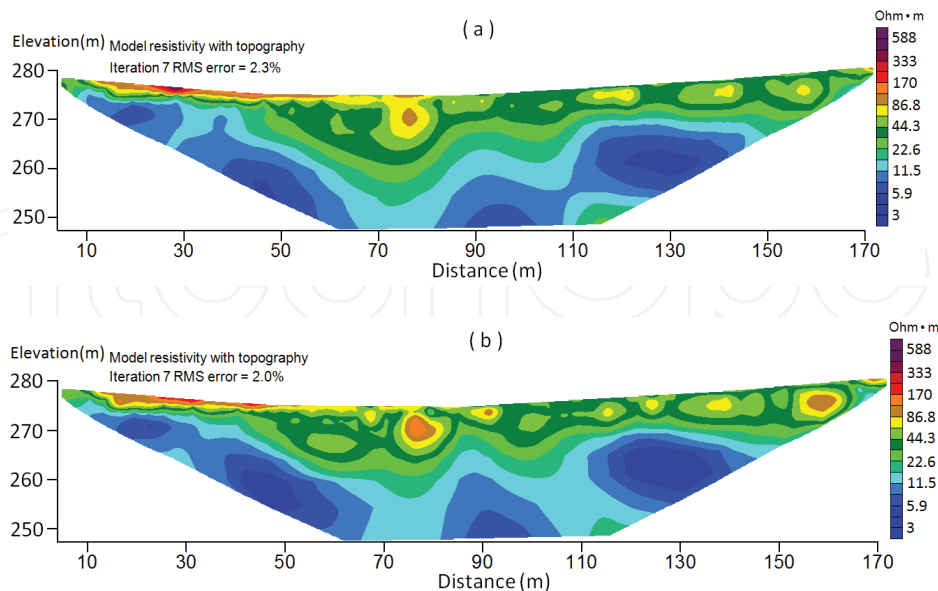 ( a )
Ohm • m
Elevation(m) Model resistivity with topography
Iteration 7 RMS error = 2.3%
280
270
260
250
588
333
170
86.8
44.3
22.6
11.5
5.9
3
10 30 50 70 90 110 130 150 170
Distance (m)
( b )
Ohm • m
Elevation(m) Model resistivity with topography
Iteration 7 RMS error = 2.0%
280
270
260
250
588
333
170
86.8
44.3
22.6
11.5
5.9
3
10 30 50 70 90 110 130 150 170
Distance (m)